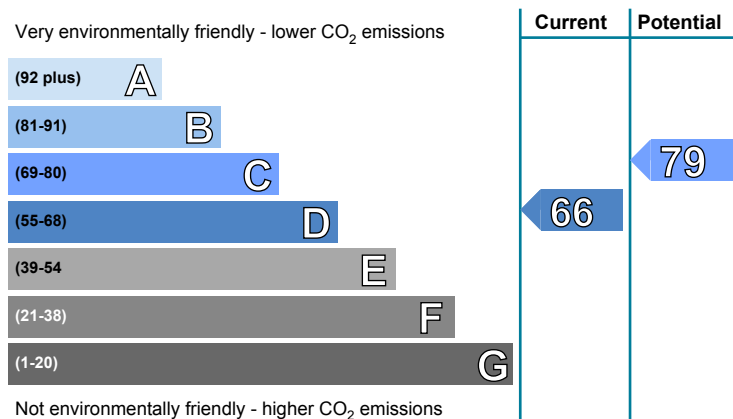 Current Potential
Very environmentally friendly - lower CO2 emissions
(92 plus) A
(81-91) B
(69-80) C
79
(55-68) D
66
(39-54 E
(21-38) F
(1-20) G
Not environmentally friendly - higher CO2 emissions